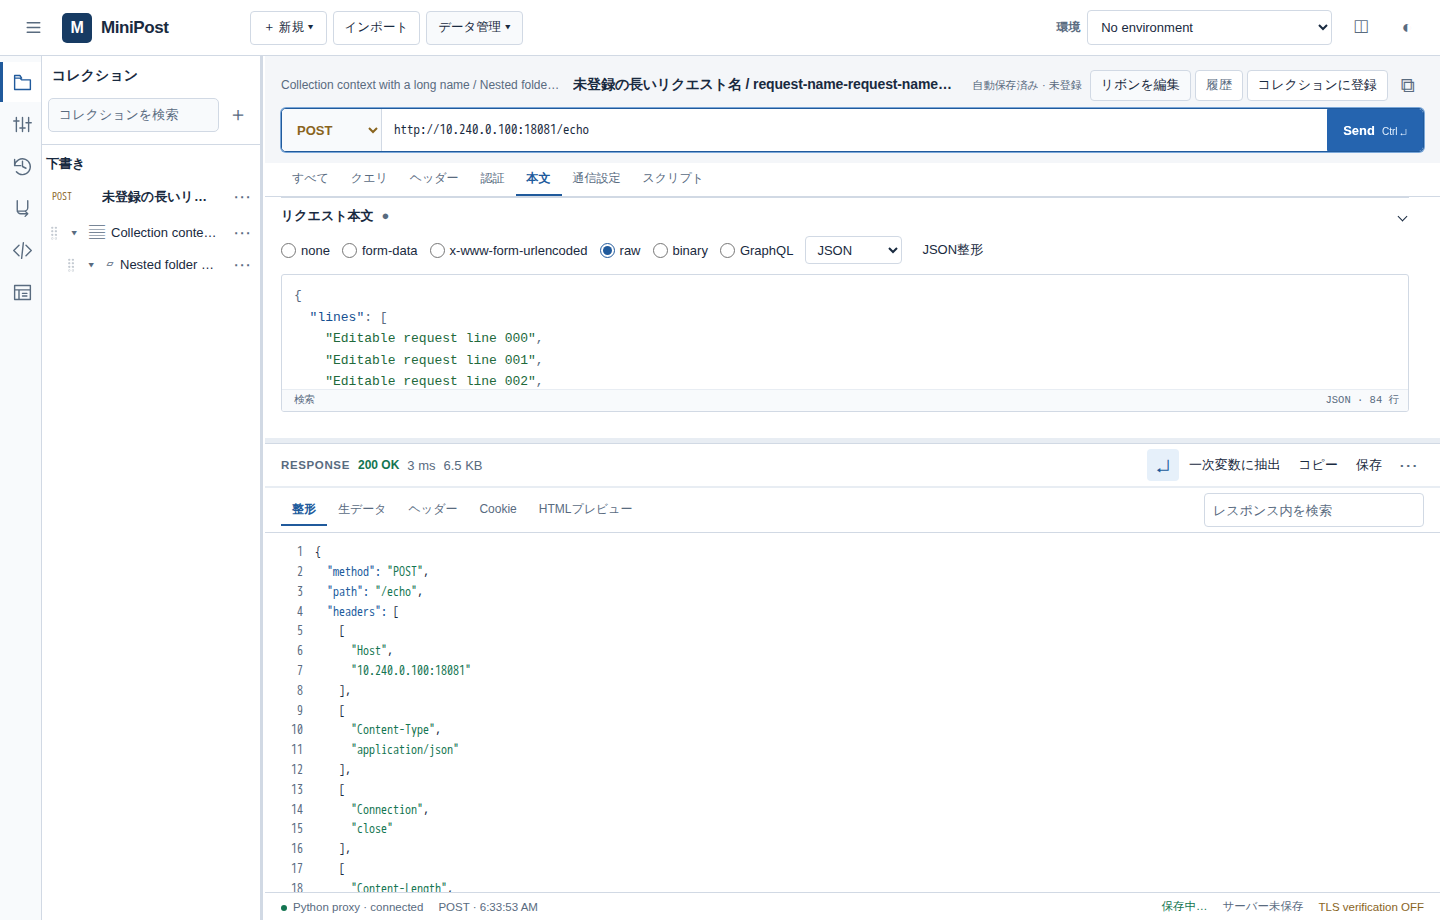 M MiniPost ＋ 新規 ▾ インポート データ管理 ▾ 環境 No environment
コレクション
コレクションを検索 ＋
下書き
POST 未登録の長いリ… ···
▾ Collection conte… ···
▾ Nested folder … ···
Collection context with a long name / Nested folde… 未登録の長いリクエスト名 / request-name-request-name… 自動保存済み · 未登録 リボンを編集 履歴 コレクションに登録
POST http://10.240.0.100:18081/echo Send Ctrl ↵
すべて クエリ ヘッダー 認証 本文 通信設定 スクリプト
リクエスト本文 ●
none form-data x-www-form-urlencoded raw binary GraphQL JSON JSON整形
{
"lines": [
"Editable request line 000",
"Editable request line 001",
"Editable request line 002",
検索 JSON · 84 行
RESPONSE 200 OK 3 ms 6.5 KB 一次変数に抽出 コピー 保存 ···
整形 生データ ヘッダー Cookie HTMLプレビュー レスポンス内を検索
1 {
2 "method": "POST",
3 "path": "/echo",
4 "headers": [
5 [
6 "Host",
7 "10.240.0.100:18081"
8 ],
9 [
10 "Content-Type",
11 "application/json"
12 ],
13 [
14 "Connection",
15 "close"
16 ],
17 [
18 "Content-Length",
● Python proxy · connected POST · 6:33:53 AM 保存中… サーバー未保存 TLS verification OFF